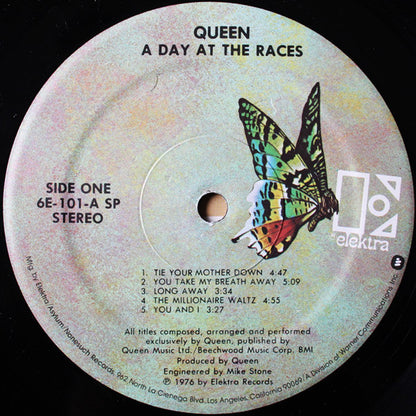 QUEEN
A DAY AT THE RACES
SIDE ONE
6E-101-A SP
STEREO
elektra
1. TIE YOUR MOTHER DOWN 4:47
2. YOU TAKE MY BREATH AWAY 5:09
3. LONG AWAY 3:34
4. THE MILLIONAIRE WALTZ 4:55
5. YOU AND I 3:27
All titles composed, arranged and performed
exclusively by Queen, published by
Queen Music Ltd./Beechwood Music Corp. BMI
Produced by Queen
Engineered by Mike Stone
℗ 1976 by Elektra Records
Mfg. by Elektra/Asylum/Nonesuch Records, 962 North La Cienega Blvd., Los Angeles, California 90069/A Division of Warner Communications Inc.